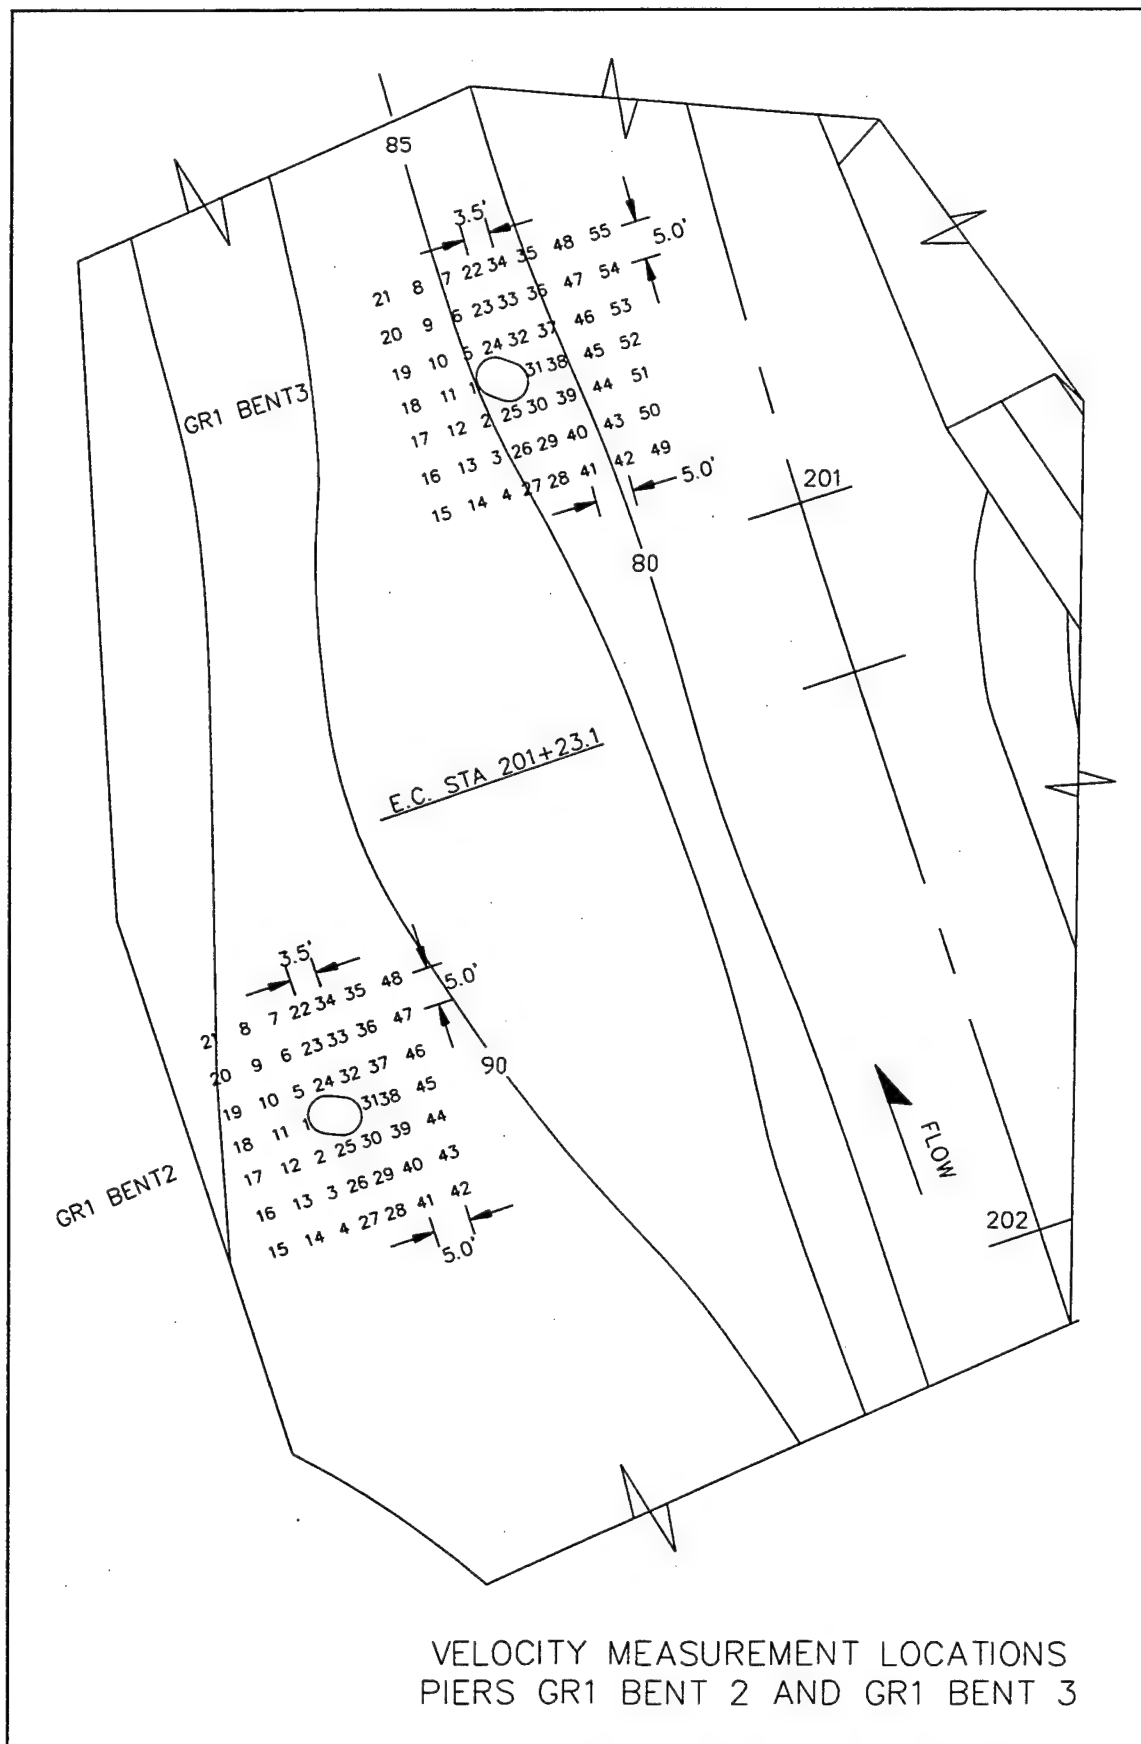 85
3.5'
21 8 7 22 34 35 48 55
5.0'
20 9 6 23 33 36 47 54
19 10 5 24 32 37 46 53
18 11 1 31 38 45 52
17 12 2 25 30 39 44 51
16 13 3 26 29 40 43 50
15 14 4 27 28 41 42 49
5.0'
GR1 BENT3
201
80
E.C. STA 201+23.1
3.5'
21 8 7 22 34 35 48
5.0'
20 9 6 23 33 36 47
19 10 5 24 32 37 46
18 11 1 31 38 45
17 12 2 25 30 39 44
16 13 3 26 29 40 43
15 14 4 27 28 41 42
5.0'
90
GR1 BENT2
FLOW
202
VELOCITY MEASUREMENT LOCATIONS
PIERS GR1 BENT 2 AND GR1 BENT 3